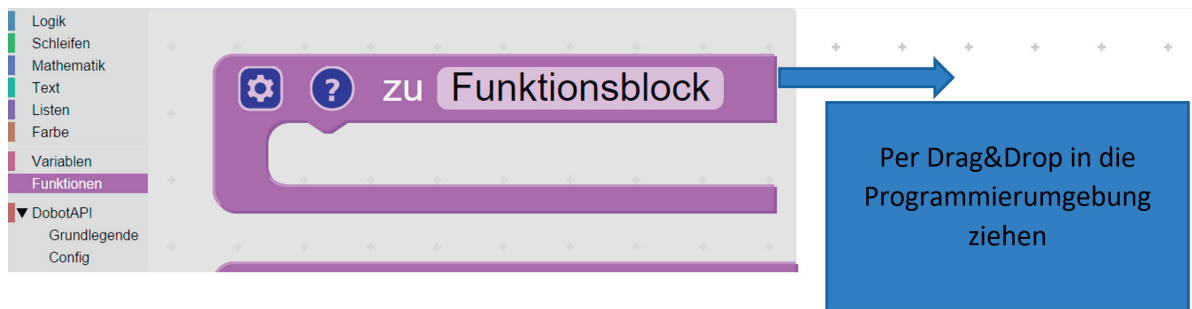 Logik
Schleifen
Mathematik
Text
Listen
Farbe
Variablen
Funktionen
▼ DobotAPI
Grundlegende
Config
? zu Funktionsblock
Per Drag&Drop in die
Programmierumgebung
ziehen